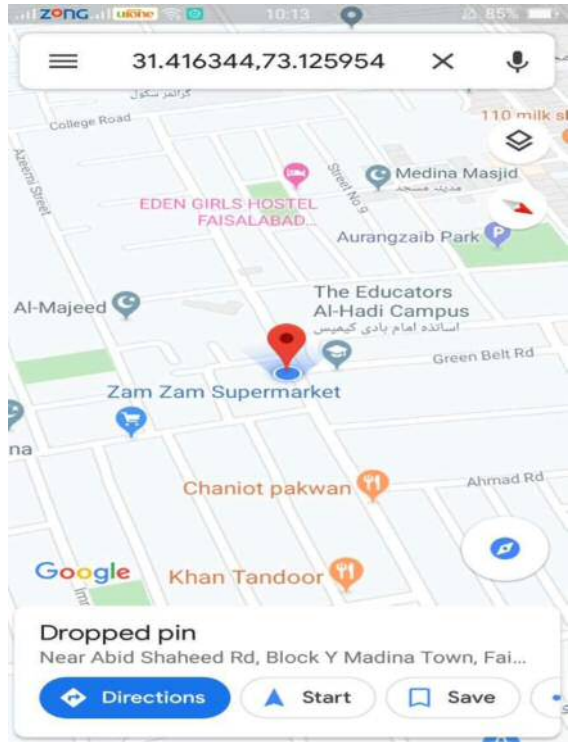 ZONG ufone 10:13 85%
31.416344,73.125954
گرائمر سکول
College Road
110 milk s
Azeemi Street
Street No 9
Medina Masjid
مدینہ مسجد
EDEN GIRLS HOSTEL
FAISALABAD...
Aurangzaib Park
Al-Majeed
The Educators
Al-Hadi Campus
اساتذہ امام ہادی کیمپس
Green Belt Rd
Zam Zam Supermarket
na
Chaniot pakwan
Ahmad Rd
Google
Khan Tandoor
Dropped pin
Near Abid Shaheed Rd, Block Y Madina Town, Fai...
Directions
Start
Save